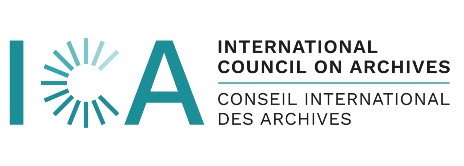 ICA
INTERNATIONAL
COUNCIL ON ARCHIVES
CONSEIL INTERNATIONAL
DES ARCHIVES